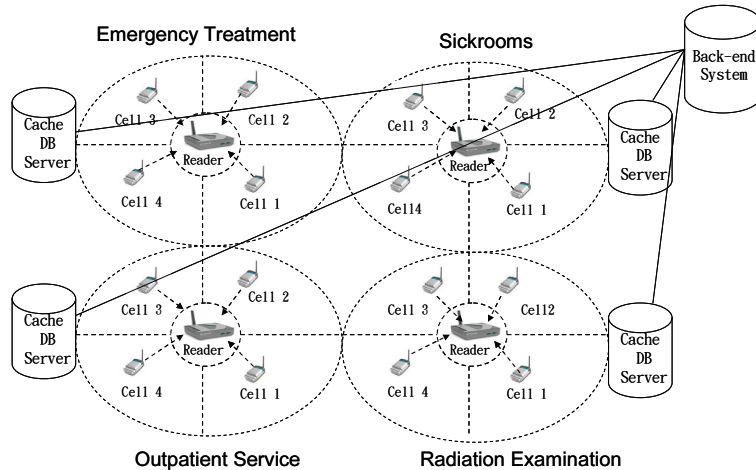 Emergency Treatment
Sickrooms
Back-end
System
Cell 3
Cell 2
Cell 3
Cell 2
Cache
DB
Server
Cache
DB
Server
Reader
Reader
Cell 4
Cell 1
Cell4
Cell 1
Cell 3
Cell 2
Cell 3
Cell2
Cache
DB
Server
Cache
DB
Server
Reader
Reader
Cell 4
Cell 1
Cell 4
Cell 1
Outpatient Service
Radiation Examination